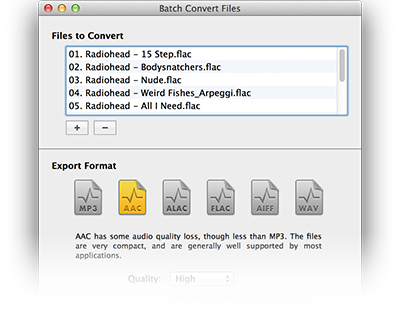 Batch Convert Files
Files to Convert
01. Radiohead - 15 Step.flac
02. Radiohead - Bodysnatchers.flac
03. Radiohead - Nude.flac
04. Radiohead - Weird Fishes_Arpeggi.flac
05. Radiohead - All I Need.flac
+ −
Export Format
MP3 AAC ALAC FLAC AIFF WAV
AAC has some audio quality loss, though less than MP3. The files
are very compact, and are generally well supported by most
applications.
Quality: High